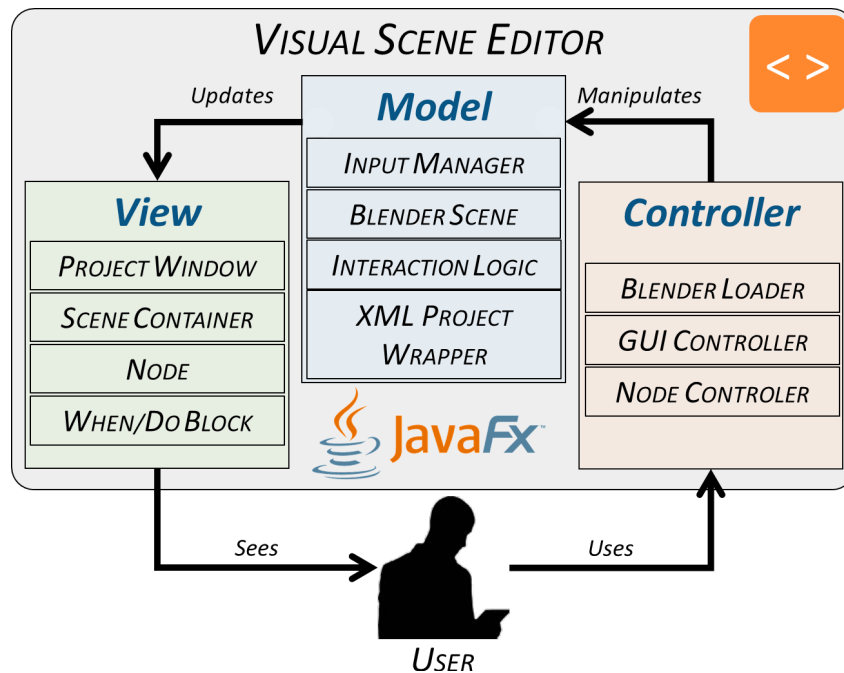 VISUAL SCENE EDITOR
< >
Updates
Model
Manipulates
INPUT MANAGER
BLENDER SCENE
INTERACTION LOGIC
XML PROJECT
WRAPPER
View
PROJECT WINDOW
SCENE CONTAINER
NODE
WHEN/DO BLOCK
Controller
BLENDER LOADER
GUI CONTROLLER
NODE CONTROLER
JavaFx™
Sees
Uses
USER